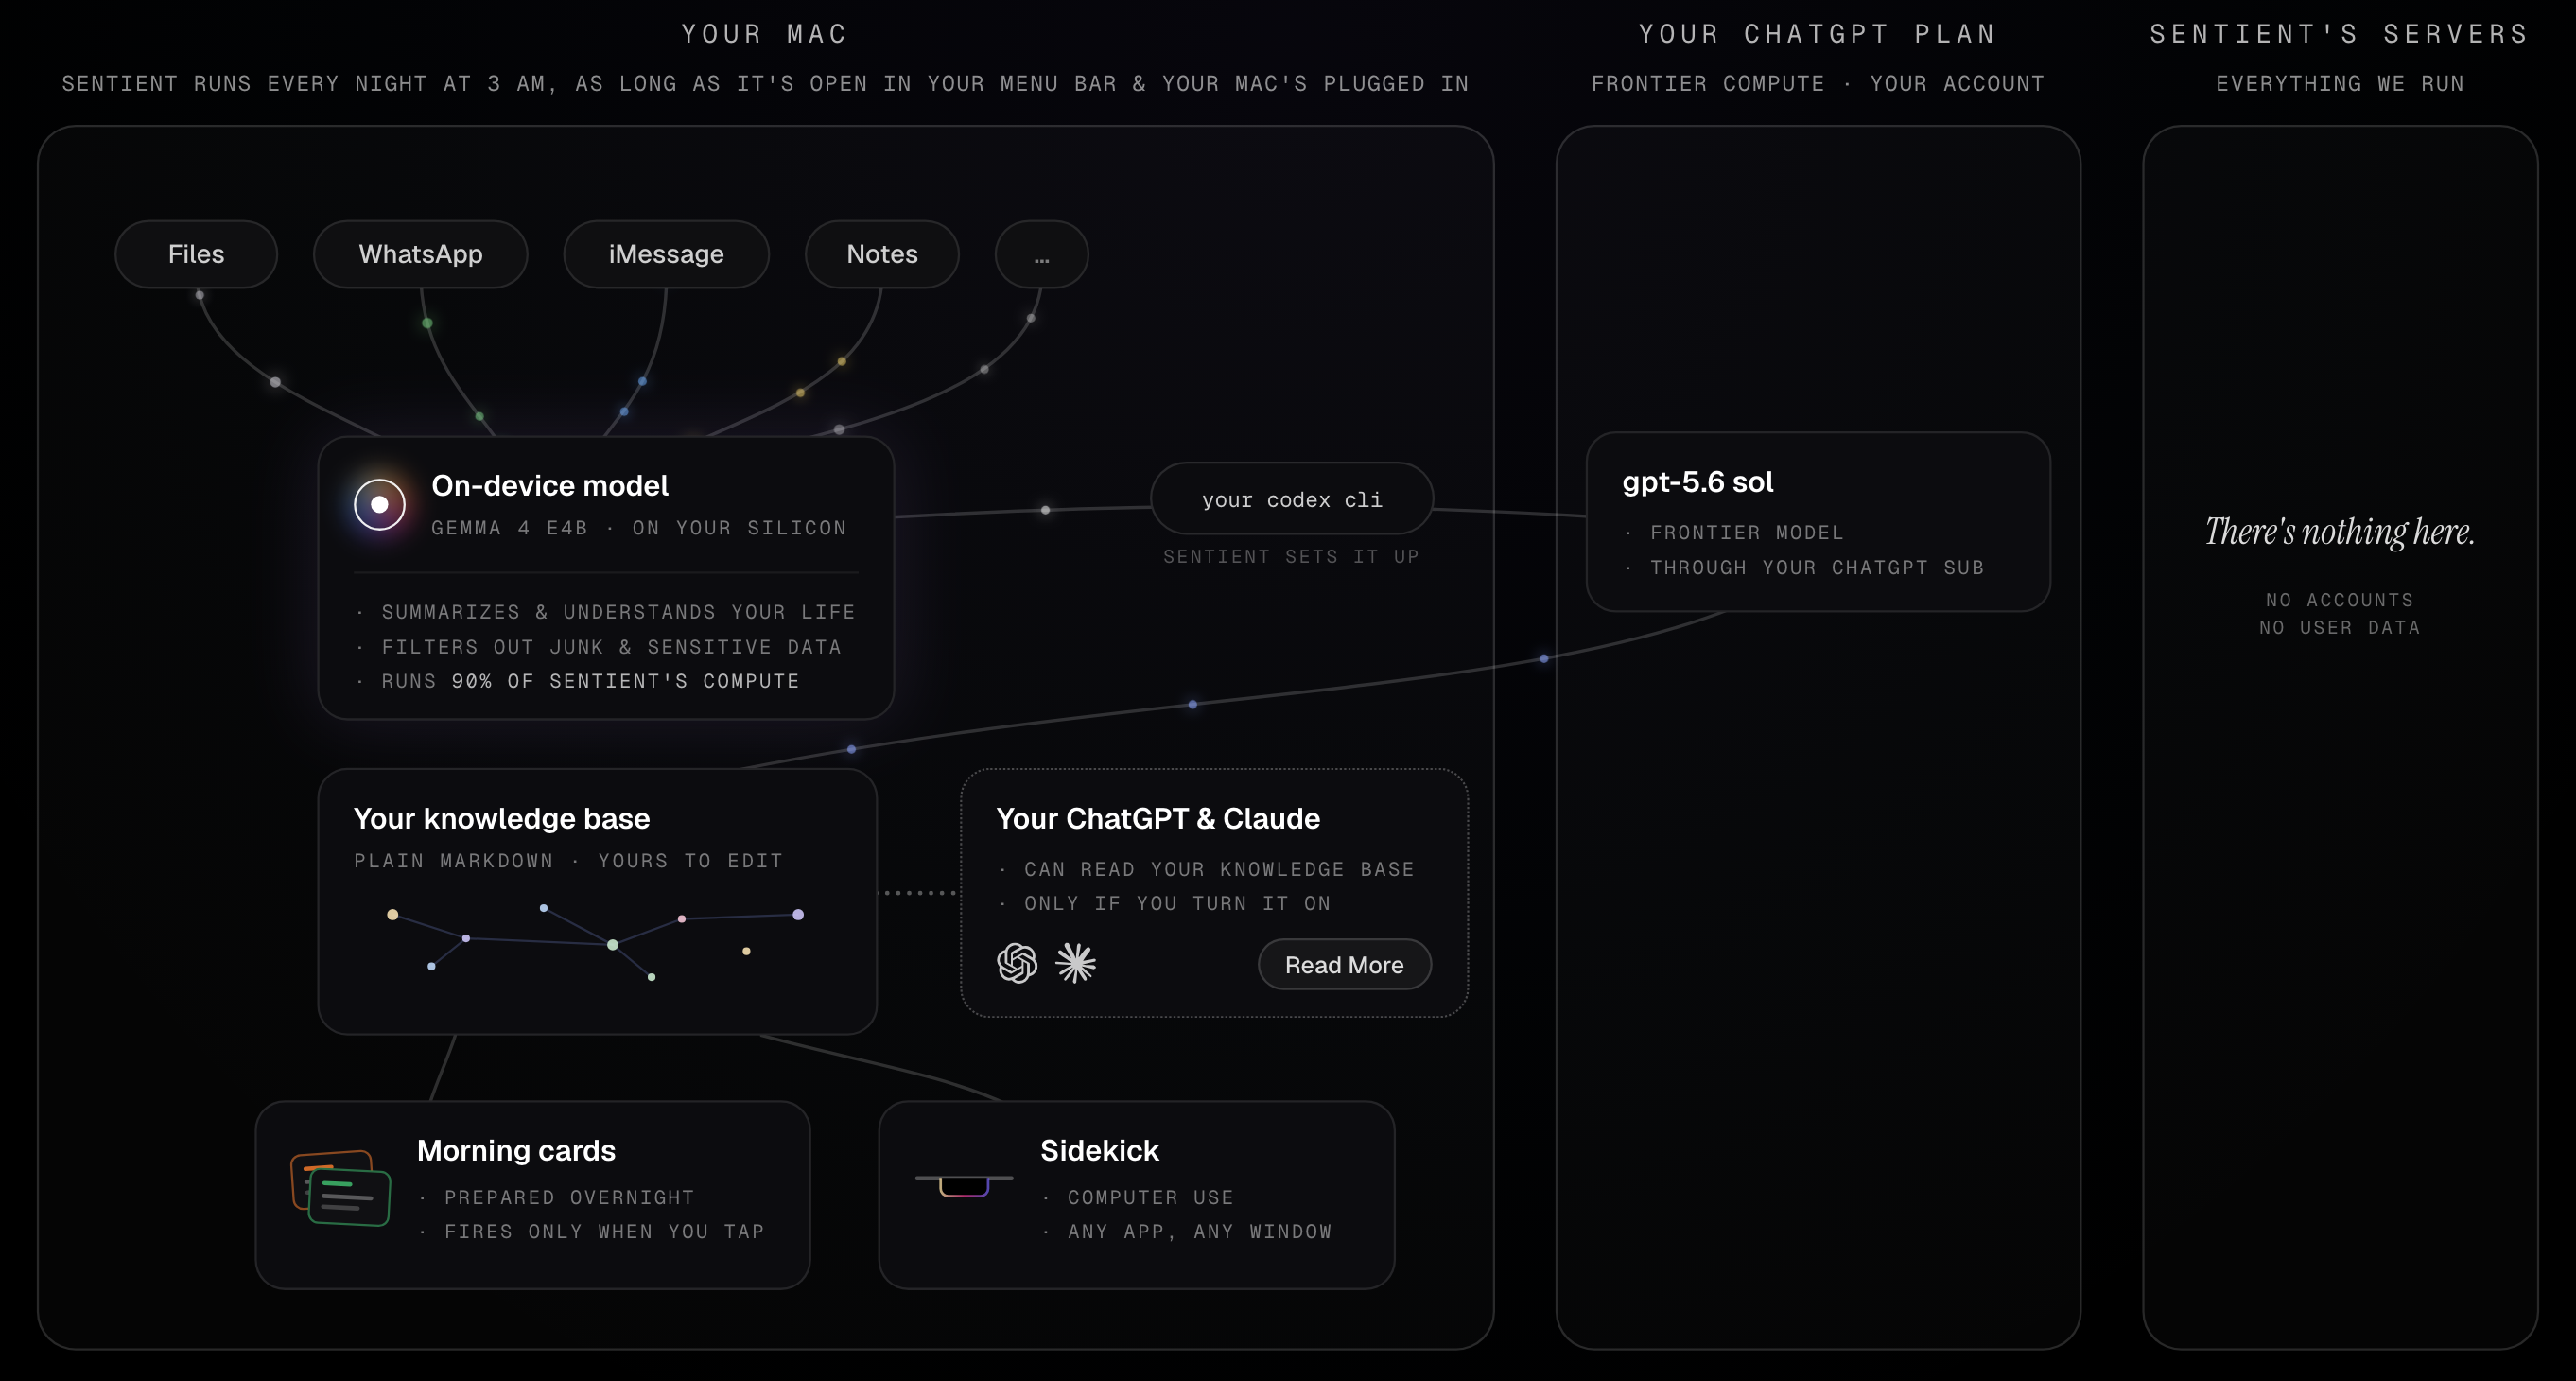 YOUR MAC
SENTIENT RUNS EVERY NIGHT AT 3 AM, AS LONG AS IT'S OPEN IN YOUR MENU BAR & YOUR MAC'S PLUGGED IN
Files
WhatsApp
iMessage
Notes
…
On-device model
GEMMA 4 E4B · ON YOUR SILICON
· SUMMARIZES & UNDERSTANDS YOUR LIFE
· FILTERS OUT JUNK & SENSITIVE DATA
· RUNS 90% OF SENTIENT'S COMPUTE
your codex cli
SENTIENT SETS IT UP
Your knowledge base
PLAIN MARKDOWN · YOURS TO EDIT
Your ChatGPT & Claude
· CAN READ YOUR KNOWLEDGE BASE
· ONLY IF YOU TURN IT ON
Read More
Morning cards
· PREPARED OVERNIGHT
· FIRES ONLY WHEN YOU TAP
Sidekick
· COMPUTER USE
· ANY APP, ANY WINDOW
YOUR CHATGPT PLAN
FRONTIER COMPUTE · YOUR ACCOUNT
gpt-5.6 sol
· FRONTIER MODEL
· THROUGH YOUR CHATGPT SUB
SENTIENT'S SERVERS
EVERYTHING WE RUN
There's nothing here.
NO ACCOUNTS
NO USER DATA